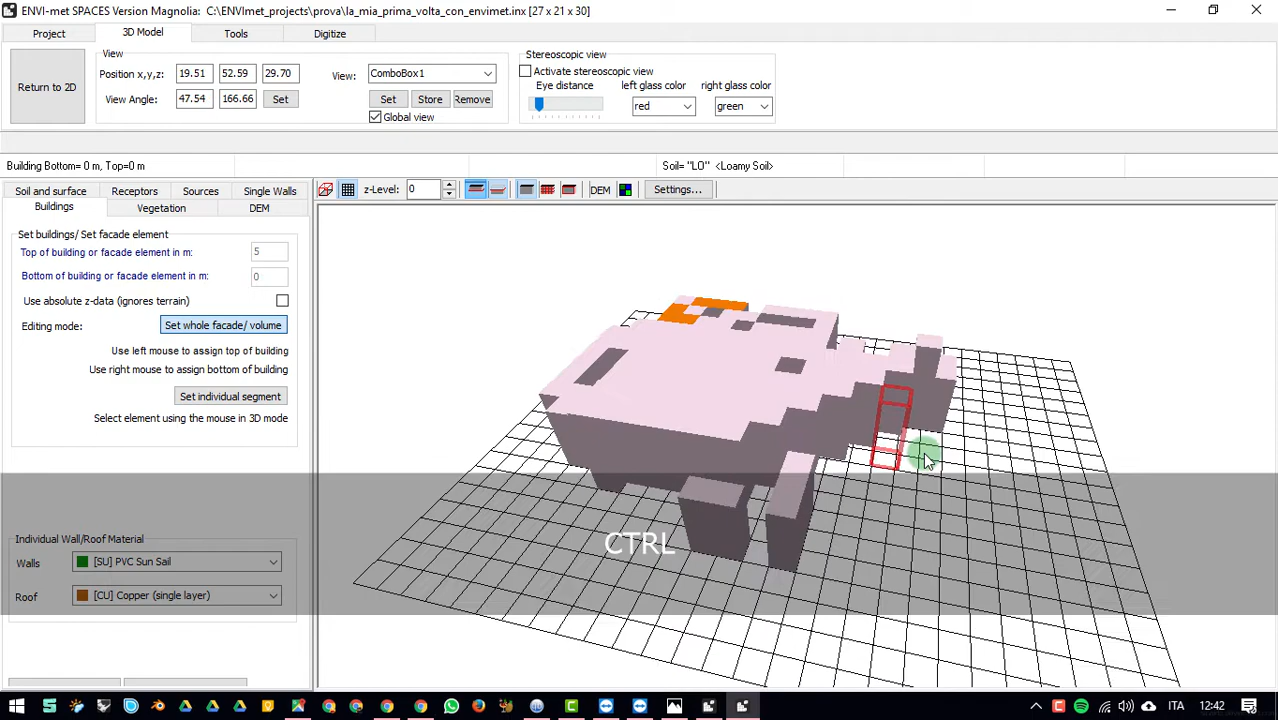 ENVI-met SPACES Version Magnolia: C:\ENVImet_projects\prova\la_mia_prima_volta_con_envimet.inx [27 x 21 x 30]
Project
3D Model
Tools
Digitize
View
Position x,y,z:
19.51
52.59
29.70
View:
ComboBox1
View Angle:
47.54
166.66
Set
Set
Store
Remove
Global view
Return to 2D
Stereoscopic view
Activate stereoscopic view
Eye distance
left glass color
right glass color
red
green
Building Bottom= 0 m, Top=0 m
Soil= "LO" <Loamy Soil>
Soil and surface
Receptors
Sources
Single Walls
Buildings
Vegetation
DEM
z-Level:
0
DEM
Settings...
Set buildings/ Set facade element
Top of building or facade element in m:
5
Bottom of building or facade element in m:
0
Use absolute z-data (ignores terrain)
Editing mode:
Set whole facade/ volume
Use left mouse to assign top of building
Use right mouse to assign bottom of building
Set individual segment
Select element using the mouse in 3D mode
CTRL
Individual Wall/Roof Material
Walls
[SU] PVC Sun Sail
Roof
[CU] Copper (single layer)
ITA
12:42